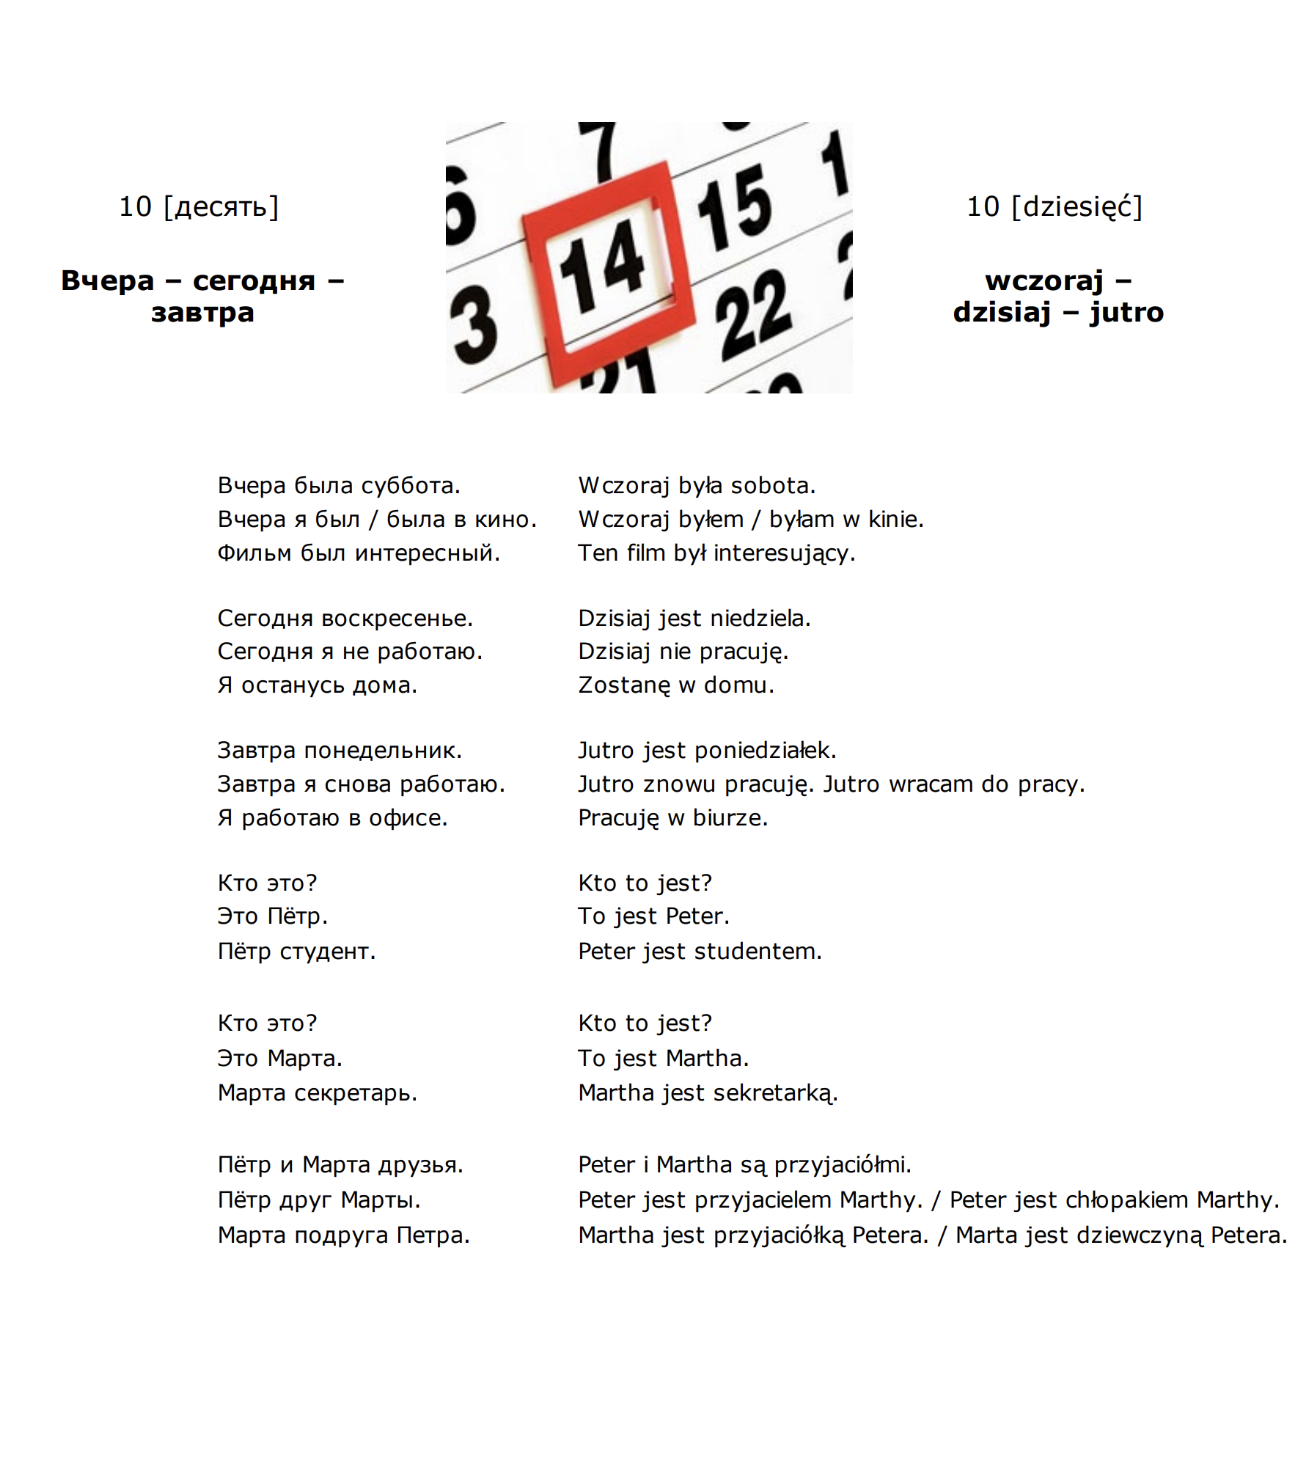 10 [десять]
Вчера – сегодня –
завтра
7
6
15
14
3
22
21
10 [dziesięć]
wczoraj –
dzisiaj – jutro
Вчера была суббота. Wczoraj była sobota.
Вчера я был / была в кино. Wczoraj byłem / byłam w kinie.
Фильм был интересный. Ten film był interesujący.
Сегодня воскресенье. Dzisiaj jest niedziela.
Сегодня я не работаю. Dzisiaj nie pracuję.
Я останусь дома. Zostanę w domu.
Завтра понедельник. Jutro jest poniedziałek.
Завтра я снова работаю. Jutro znowu pracuję. Jutro wracam do pracy.
Я работаю в офисе. Pracuję w biurze.
Кто это? Kto to jest?
Это Пётр. To jest Peter.
Пётр студент. Peter jest studentem.
Кто это? Kto to jest?
Это Марта. To jest Martha.
Марта секретарь. Martha jest sekretarką.
Пётр и Марта друзья. Peter i Martha są przyjaciółmi.
Пётр друг Марты. Peter jest przyjacielem Marthy. / Peter jest chłopakiem Marthy.
Марта подруга Петра. Martha jest przyjaciółką Petera. / Marta jest dziewczyną Petera.